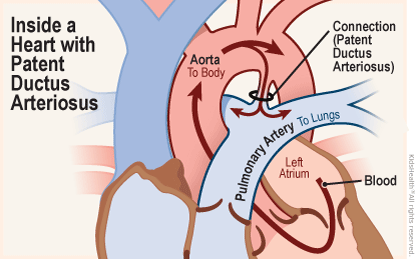 Inside a
Heart with
Patent
Ductus
Arteriosus
Aorta
To Body
Connection
(Patent
Ductus
Arteriosus)
Pulmonary Artery To Lungs
Left
Atrium
Blood
KidsHealth® All rights reserved.